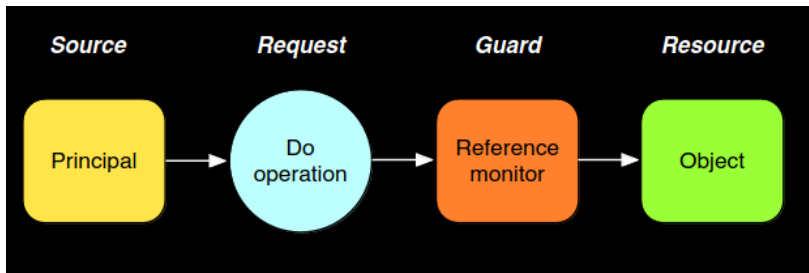 Source
Request
Guard
Resource
Principal
Do
operation
Reference
monitor
Object